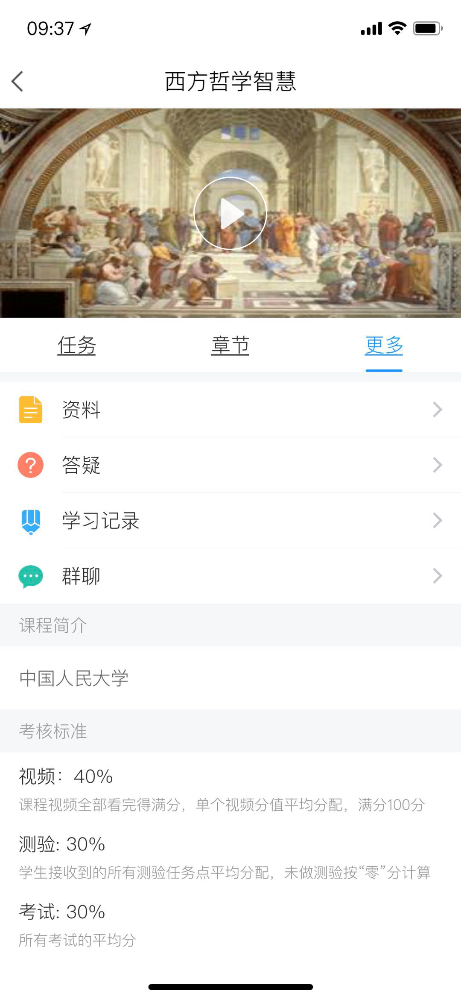 09:37
西方哲学智慧
任务
章节
更多
资料
答疑
学习记录
群聊
课程简介
中国人民大学
考核标准
视频：40%
课程视频全部看完得满分，单个视频分值平均分配，满分100分
测验: 30%
学生接收到的所有测验任务点平均分配，未做测验按“零”分计算
考试: 30%
所有考试的平均分